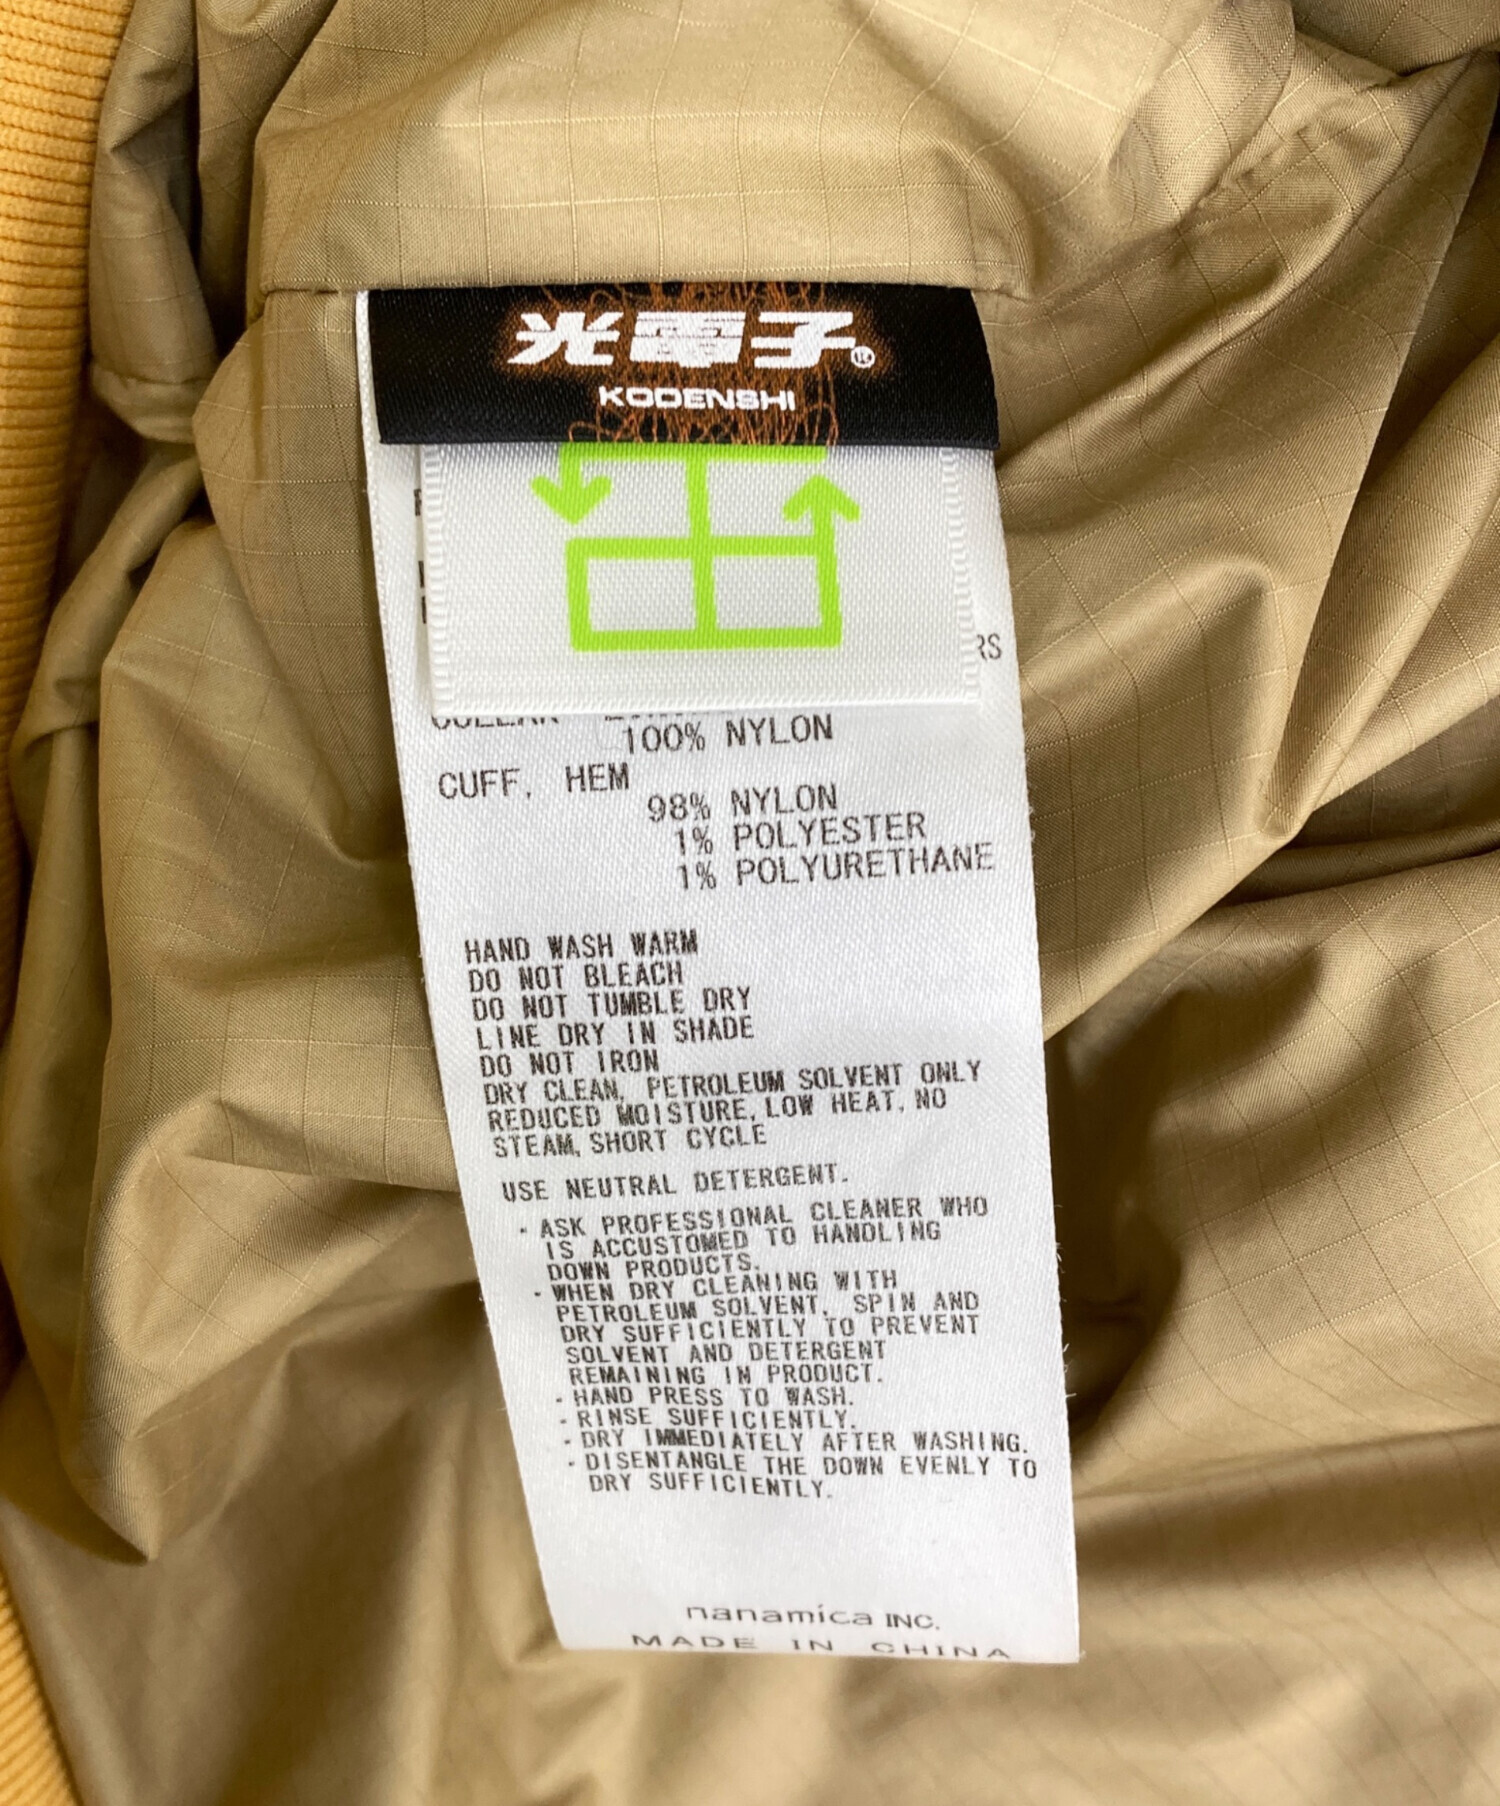 光電子®
KODENSHI
RS
100% NYLON
CUFF, HEM
98% NYLON
1% POLYESTER
1% POLYURETHANE
HAND WASH WARM
DO NOT BLEACH
DO NOT TUMBLE DRY
LINE DRY IN SHADE
DO NOT IRON
DRY CLEAN, PETROLEUM SOLVENT ONLY
REDUCED MOISTURE, LOW HEAT, NO
STEAM, SHORT CYCLE
USE NEUTRAL DETERGENT.
・ASK PROFESSIONAL CLEANER WHO
IS ACCUSTOMED TO HANDLING
DOWN PRODUCTS.
・WHEN DRY CLEANING WITH
PETROLEUM SOLVENT, SPIN AND
DRY SUFFICIENTLY TO PREVENT
SOLVENT AND DETERGENT
REMAINING IN PRODUCT.
・HAND PRESS TO WASH.
・RINSE SUFFICIENTLY.
・DRY IMMEDIATELY AFTER WASHING.
・DISENTANGLE THE DOWN EVENLY TO
DRY SUFFICIENTLY.
nanamica INC.
MADE IN CHINA